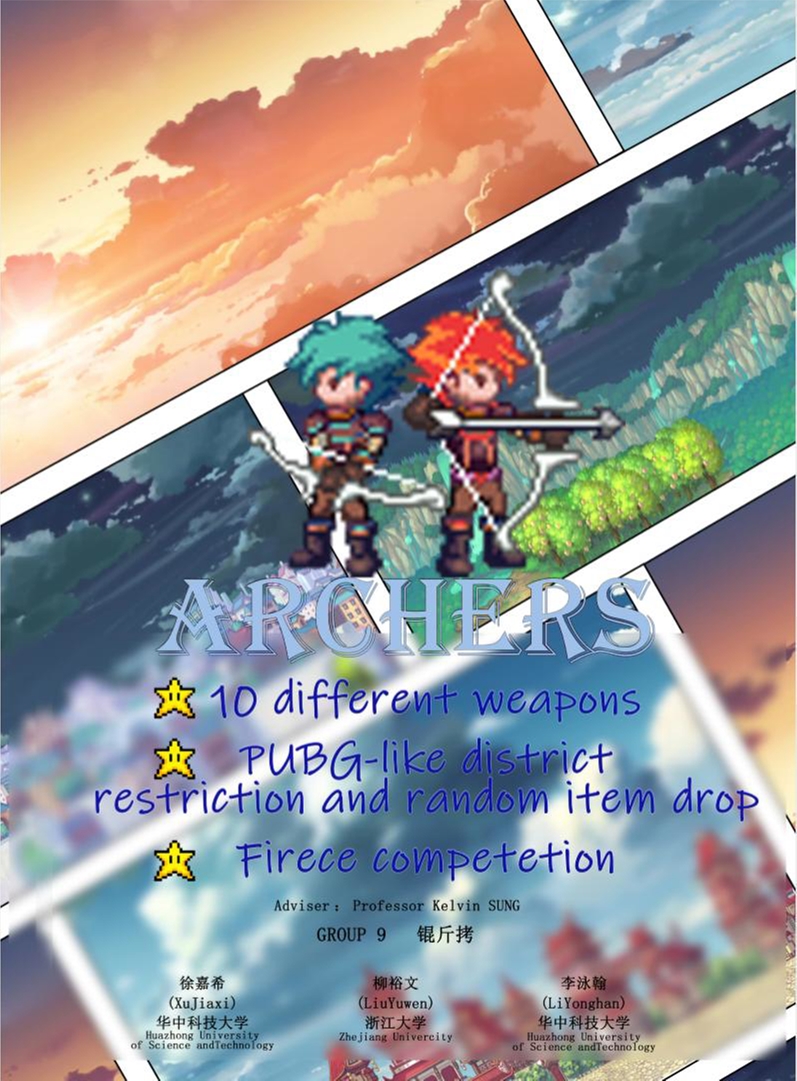 ARCHERS
10 different weapons
PUBG-like district
restriction and random item drop
Firece competetion
Adviser: Professor Kelvin SUNG
GROUP 9 锟斤拷
徐嘉希 柳裕文 李泳翰
(XuJiaxi) (LiuYuwen) (LiYonghan)
华中科技大学 浙江大学 华中科技大学
Huazhong University Zhejiang Univercity Huazhong University
of Science andTechnology of Science andTechnology